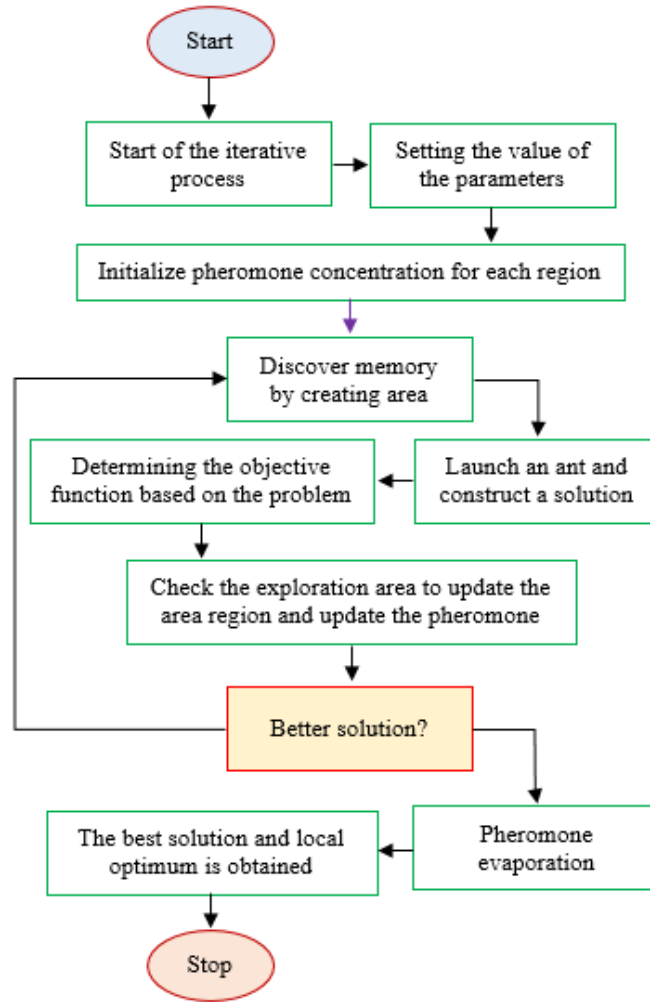 Start
Start of the iterative
process
Setting the value of
the parameters
Initialize pheromone concentration for each region
Discover memory
by creating area
Launch an ant and
construct a solution
Determining the objective
function based on the problem
Check the exploration area to update the
area region and update the pheromone
Better solution?
Pheromone
evaporation
The best solution and local
optimum is obtained
Stop